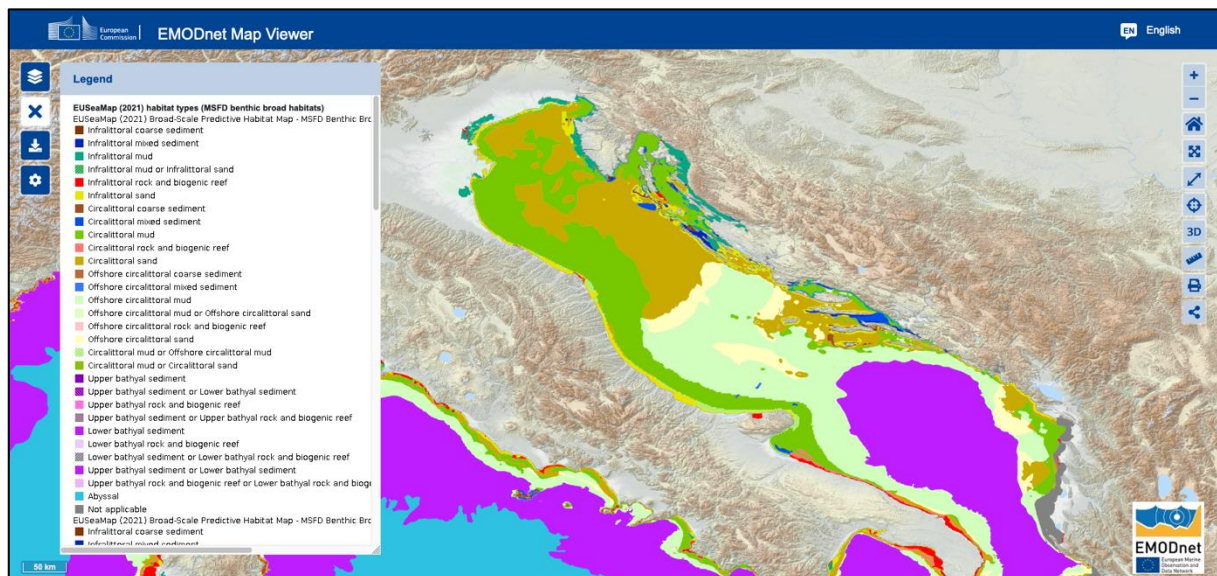 European Commission
EMODnet Map Viewer
EN English
Legend
EUSeaMap (2021) habitat types (MSFD benthic broad habitats)
EUSeaMap (2021) Broad-Scale Predictive Habitat Map - MSFD Benthic Bro
Infralittoral coarse sediment
Infralittoral mixed sediment
Infralittoral mud
Infralittoral mud or Infralittoral sand
Infralittoral rock and biogenic reef
Infralittoral sand
Circalittoral coarse sediment
Circalittoral mixed sediment
Circalittoral mud
Circalittoral rock and biogenic reef
Circalittoral sand
Offshore circalittoral coarse sediment
Offshore circalittoral mixed sediment
Offshore circalittoral mud
Offshore circalittoral mud or Offshore circalittoral sand
Offshore circalittoral rock and biogenic reef
Offshore circalittoral sand
Circalittoral mud or Offshore circalittoral mud
Circalittoral mud or Circalittoral sand
Upper bathyal sediment
Upper bathyal sediment or Lower bathyal sediment
Upper bathyal rock and biogenic reef
Upper bathyal sediment or Upper bathyal rock and biogenic reef
Lower bathyal sediment
Lower bathyal rock and biogenic reef
Lower bathyal sediment or Lower bathyal rock and biogenic reef
Upper bathyal sediment or Lower bathyal sediment
Upper bathyal rock and biogenic reef or Lower bathyal rock and bioge
Abyssal
Not applicable
EUSeaMap (2021) Broad-Scale Predictive Habitat Map - MSFD Benthic Bro
Infralittoral coarse sediment
Infralittoral mixed sediment
3D
50 km
EMODnet
European Marine
Observation and
Data Network